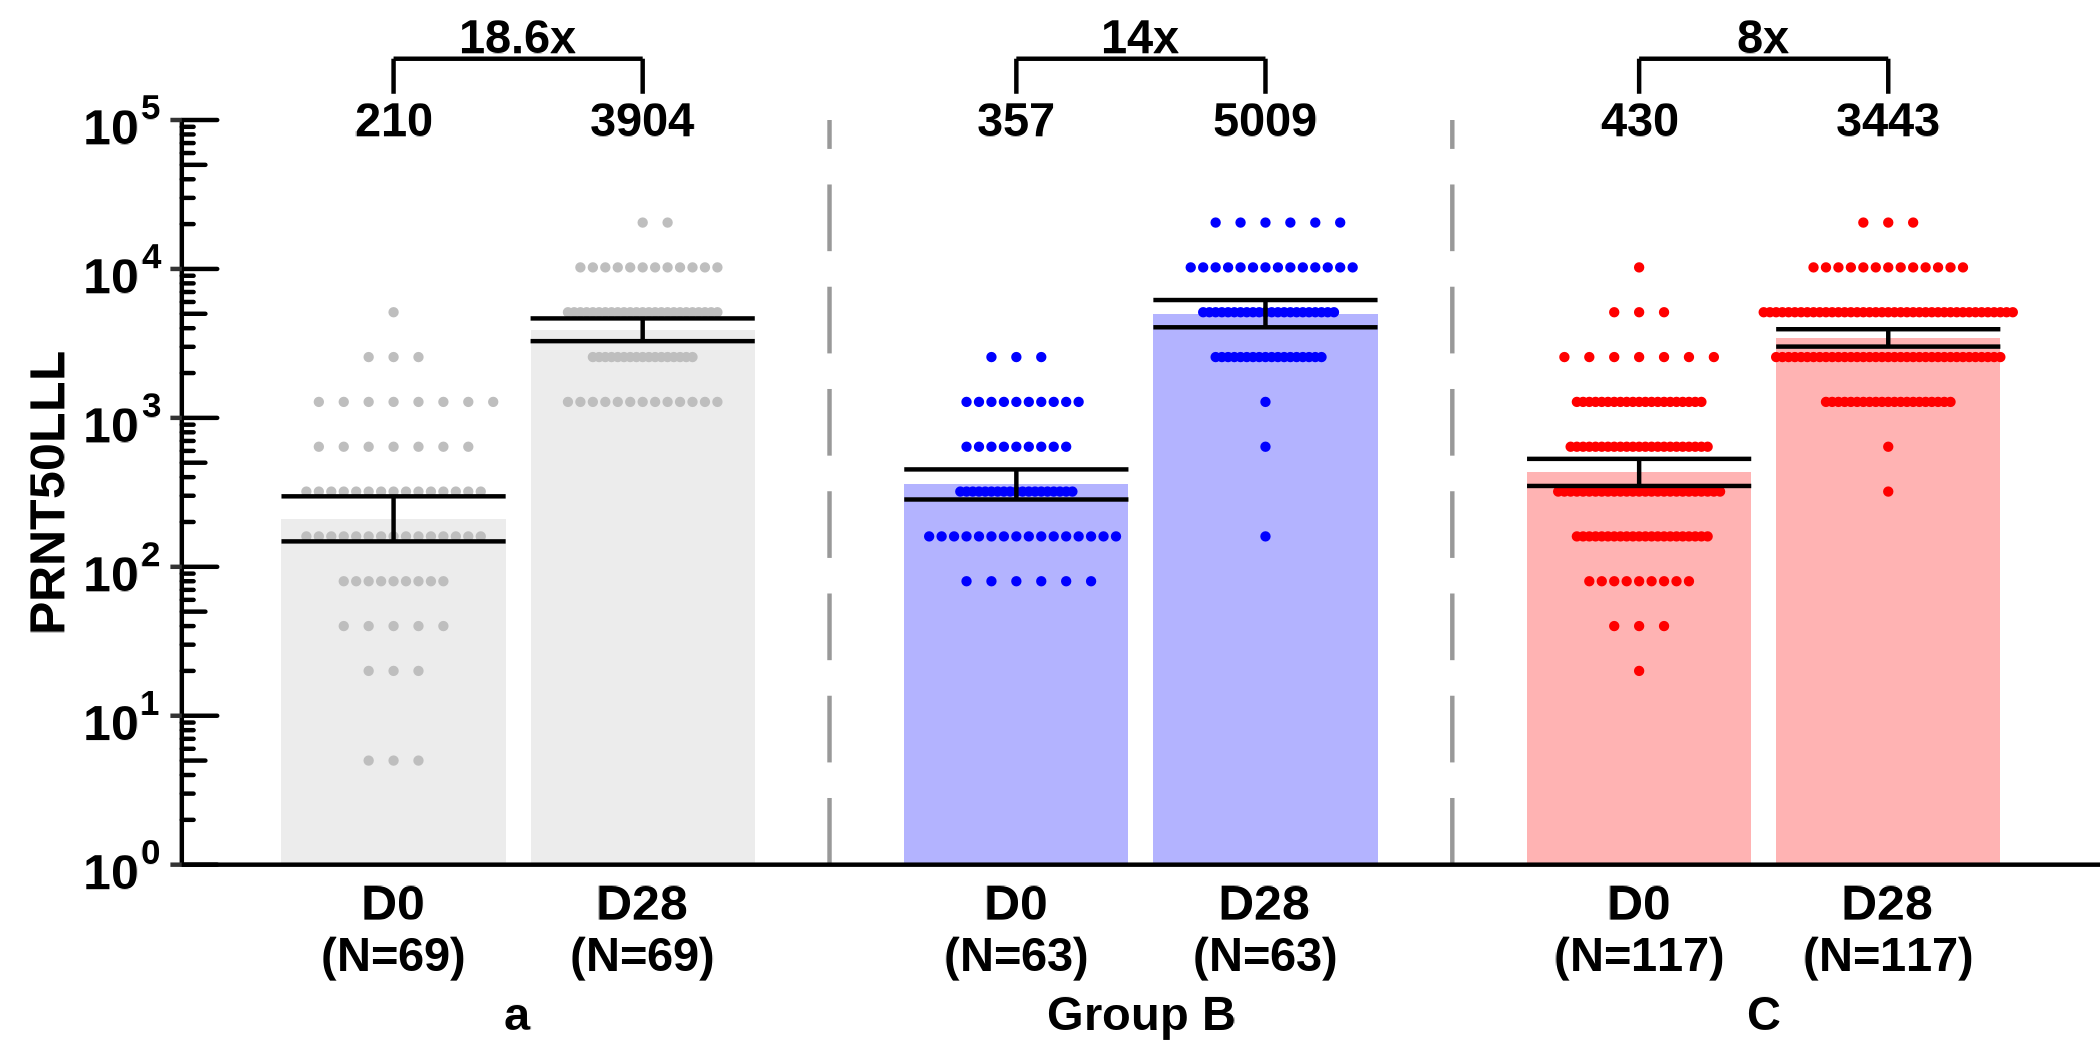 18.6x 14x 8x
210 3904 357 5009 430 3443
10^5
10^4
10^3
10^2
10^1
10^0
PRNT50LLL
D0 D28 D0 D28 D0 D28
(N=69) (N=69) (N=63) (N=63) (N=117) (N=117)
a Group B C